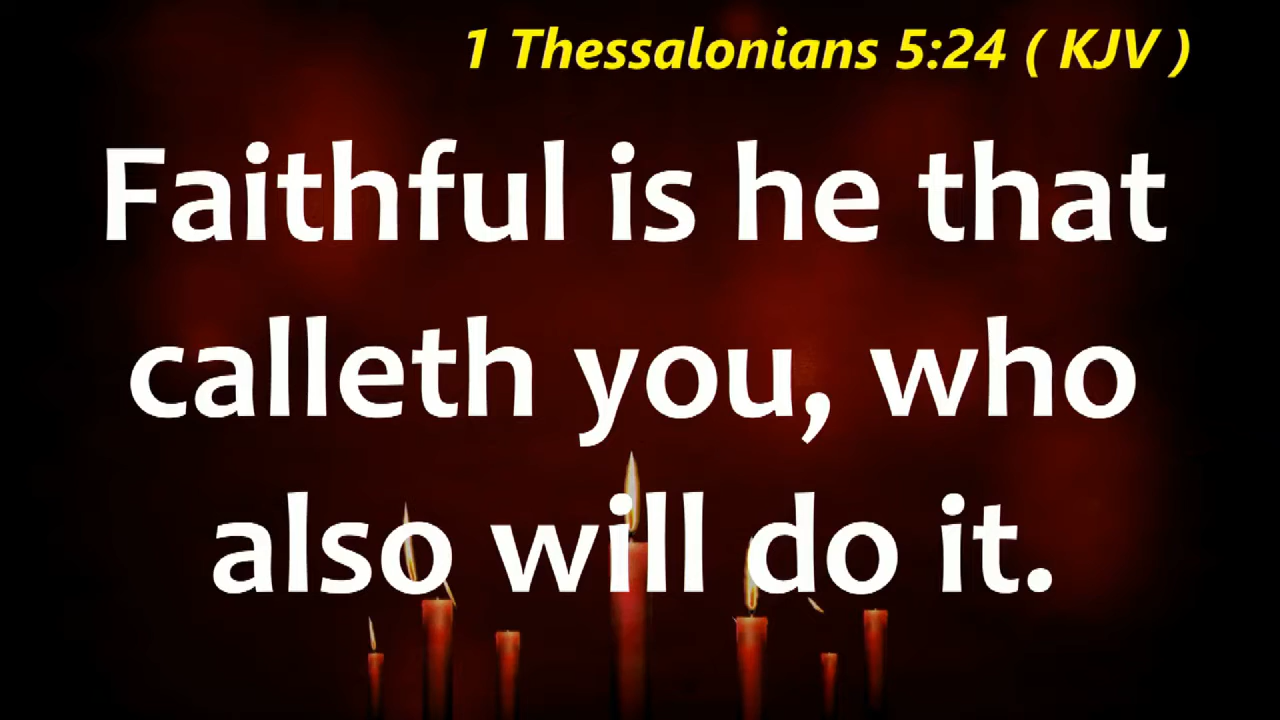 1 Thessalonians 5:24 ( KJV )
Faithful is he that
calleth you, who
also will do it.